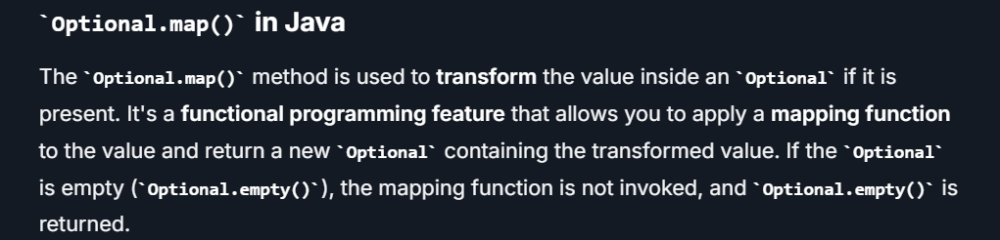 `Optional.map()` in Java
The `Optional.map()` method is used to transform the value inside an `Optional` if it is
present. It's a functional programming feature that allows you to apply a mapping function
to the value and return a new `Optional` containing the transformed value. If the `Optional`
is empty (`Optional.empty()`), the mapping function is not invoked, and `Optional.empty()` is
returned.